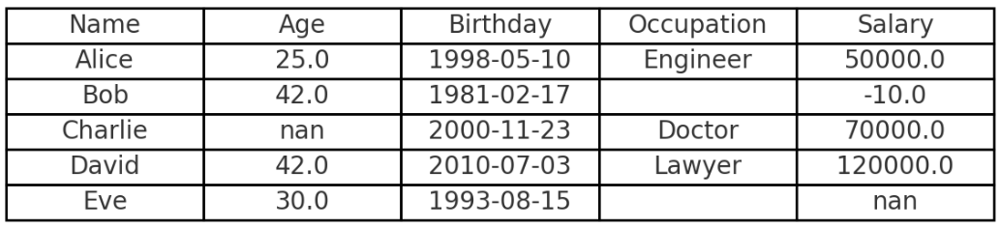 Name Age Birthday Occupation Salary
Alice 25.0 1998-05-10 Engineer 50000.0
Bob 42.0 1981-02-17 -10.0
Charlie nan 2000-11-23 Doctor 70000.0
David 42.0 2010-07-03 Lawyer 120000.0
Eve 30.0 1993-08-15 nan